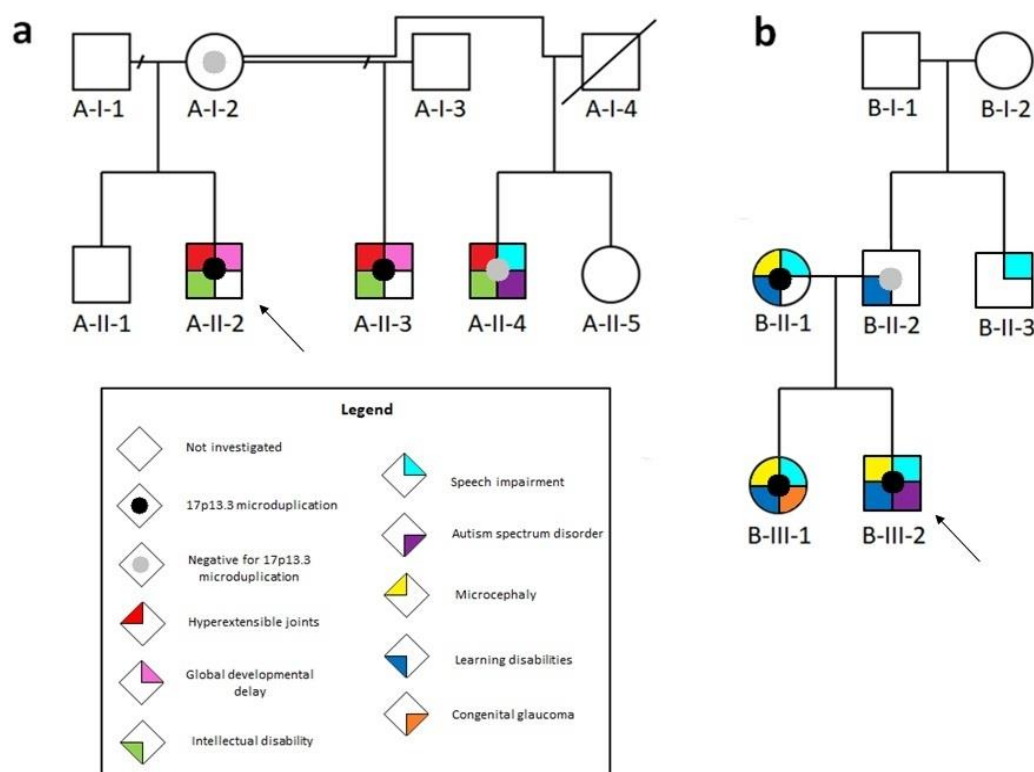 a
b
A-I-1 A-I-2 A-I-3 A-I-4
B-I-1 B-I-2
A-II-1 A-II-2 A-II-3 A-II-4 A-II-5
B-II-1 B-II-2 B-II-3
B-III-1 B-III-2
Legend
Not investigated
17p13.3 microduplication
Negative for 17p13.3
microduplication
Hyperextensible joints
Global developmental
delay
Intellectual disability
Speech impairment
Autism spectrum disorder
Microcephaly
Learning disabilities
Congenital glaucoma